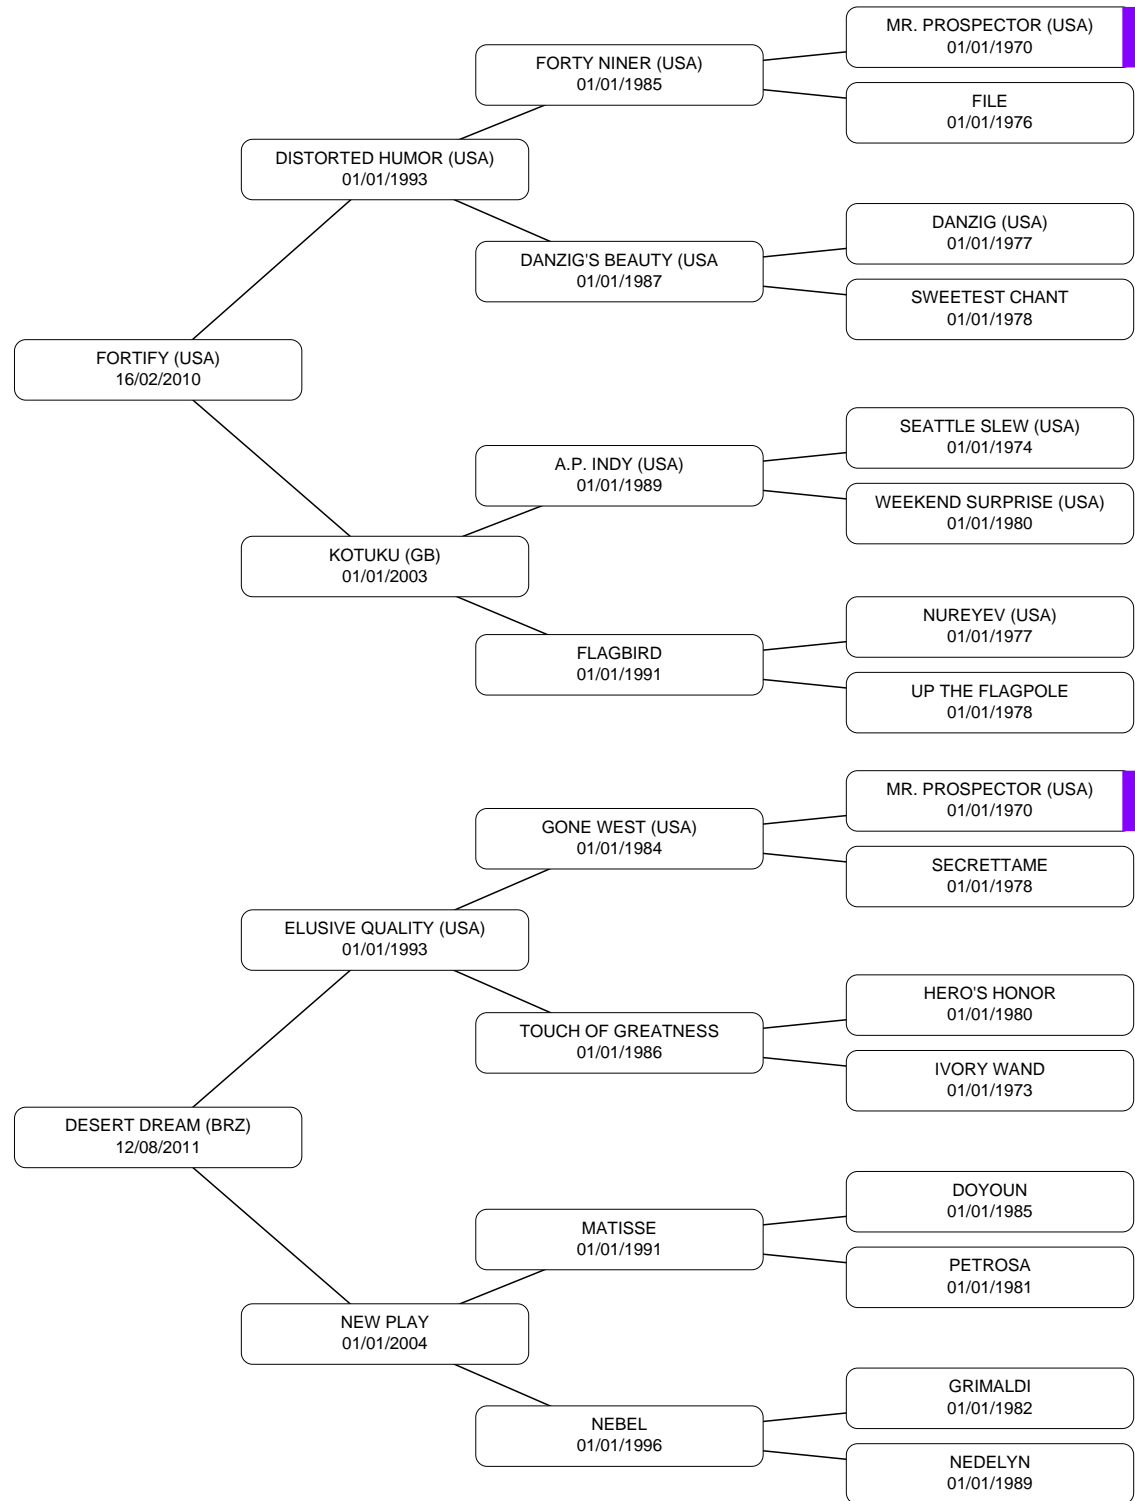 MR. PROSPECTOR (USA)
01/01/1970
FORTY NINER (USA)
01/01/1985
FILE
01/01/1976
DISTORTED HUMOR (USA)
01/01/1993
DANZIG (USA)
01/01/1977
DANZIG'S BEAUTY (USA
01/01/1987
SWEETEST CHANT
01/01/1978
FORTIFY (USA)
16/02/2010
SEATTLE SLEW (USA)
01/01/1974
A.P. INDY (USA)
01/01/1989
WEEKEND SURPRISE (USA)
01/01/1980
KOTUKU (GB)
01/01/2003
NUREYEV (USA)
01/01/1977
FLAGBIRD
01/01/1991
UP THE FLAGPOLE
01/01/1978
MR. PROSPECTOR (USA)
01/01/1970
GONE WEST (USA)
01/01/1984
SECRETTAME
01/01/1978
ELUSIVE QUALITY (USA)
01/01/1993
HERO'S HONOR
01/01/1980
TOUCH OF GREATNESS
01/01/1986
IVORY WAND
01/01/1973
DESERT DREAM (BRZ)
12/08/2011
DOYOUN
01/01/1985
MATISSE
01/01/1991
PETROSA
01/01/1981
NEW PLAY
01/01/2004
GRIMALDI
01/01/1982
NEBEL
01/01/1996
NEDELYN
01/01/1989